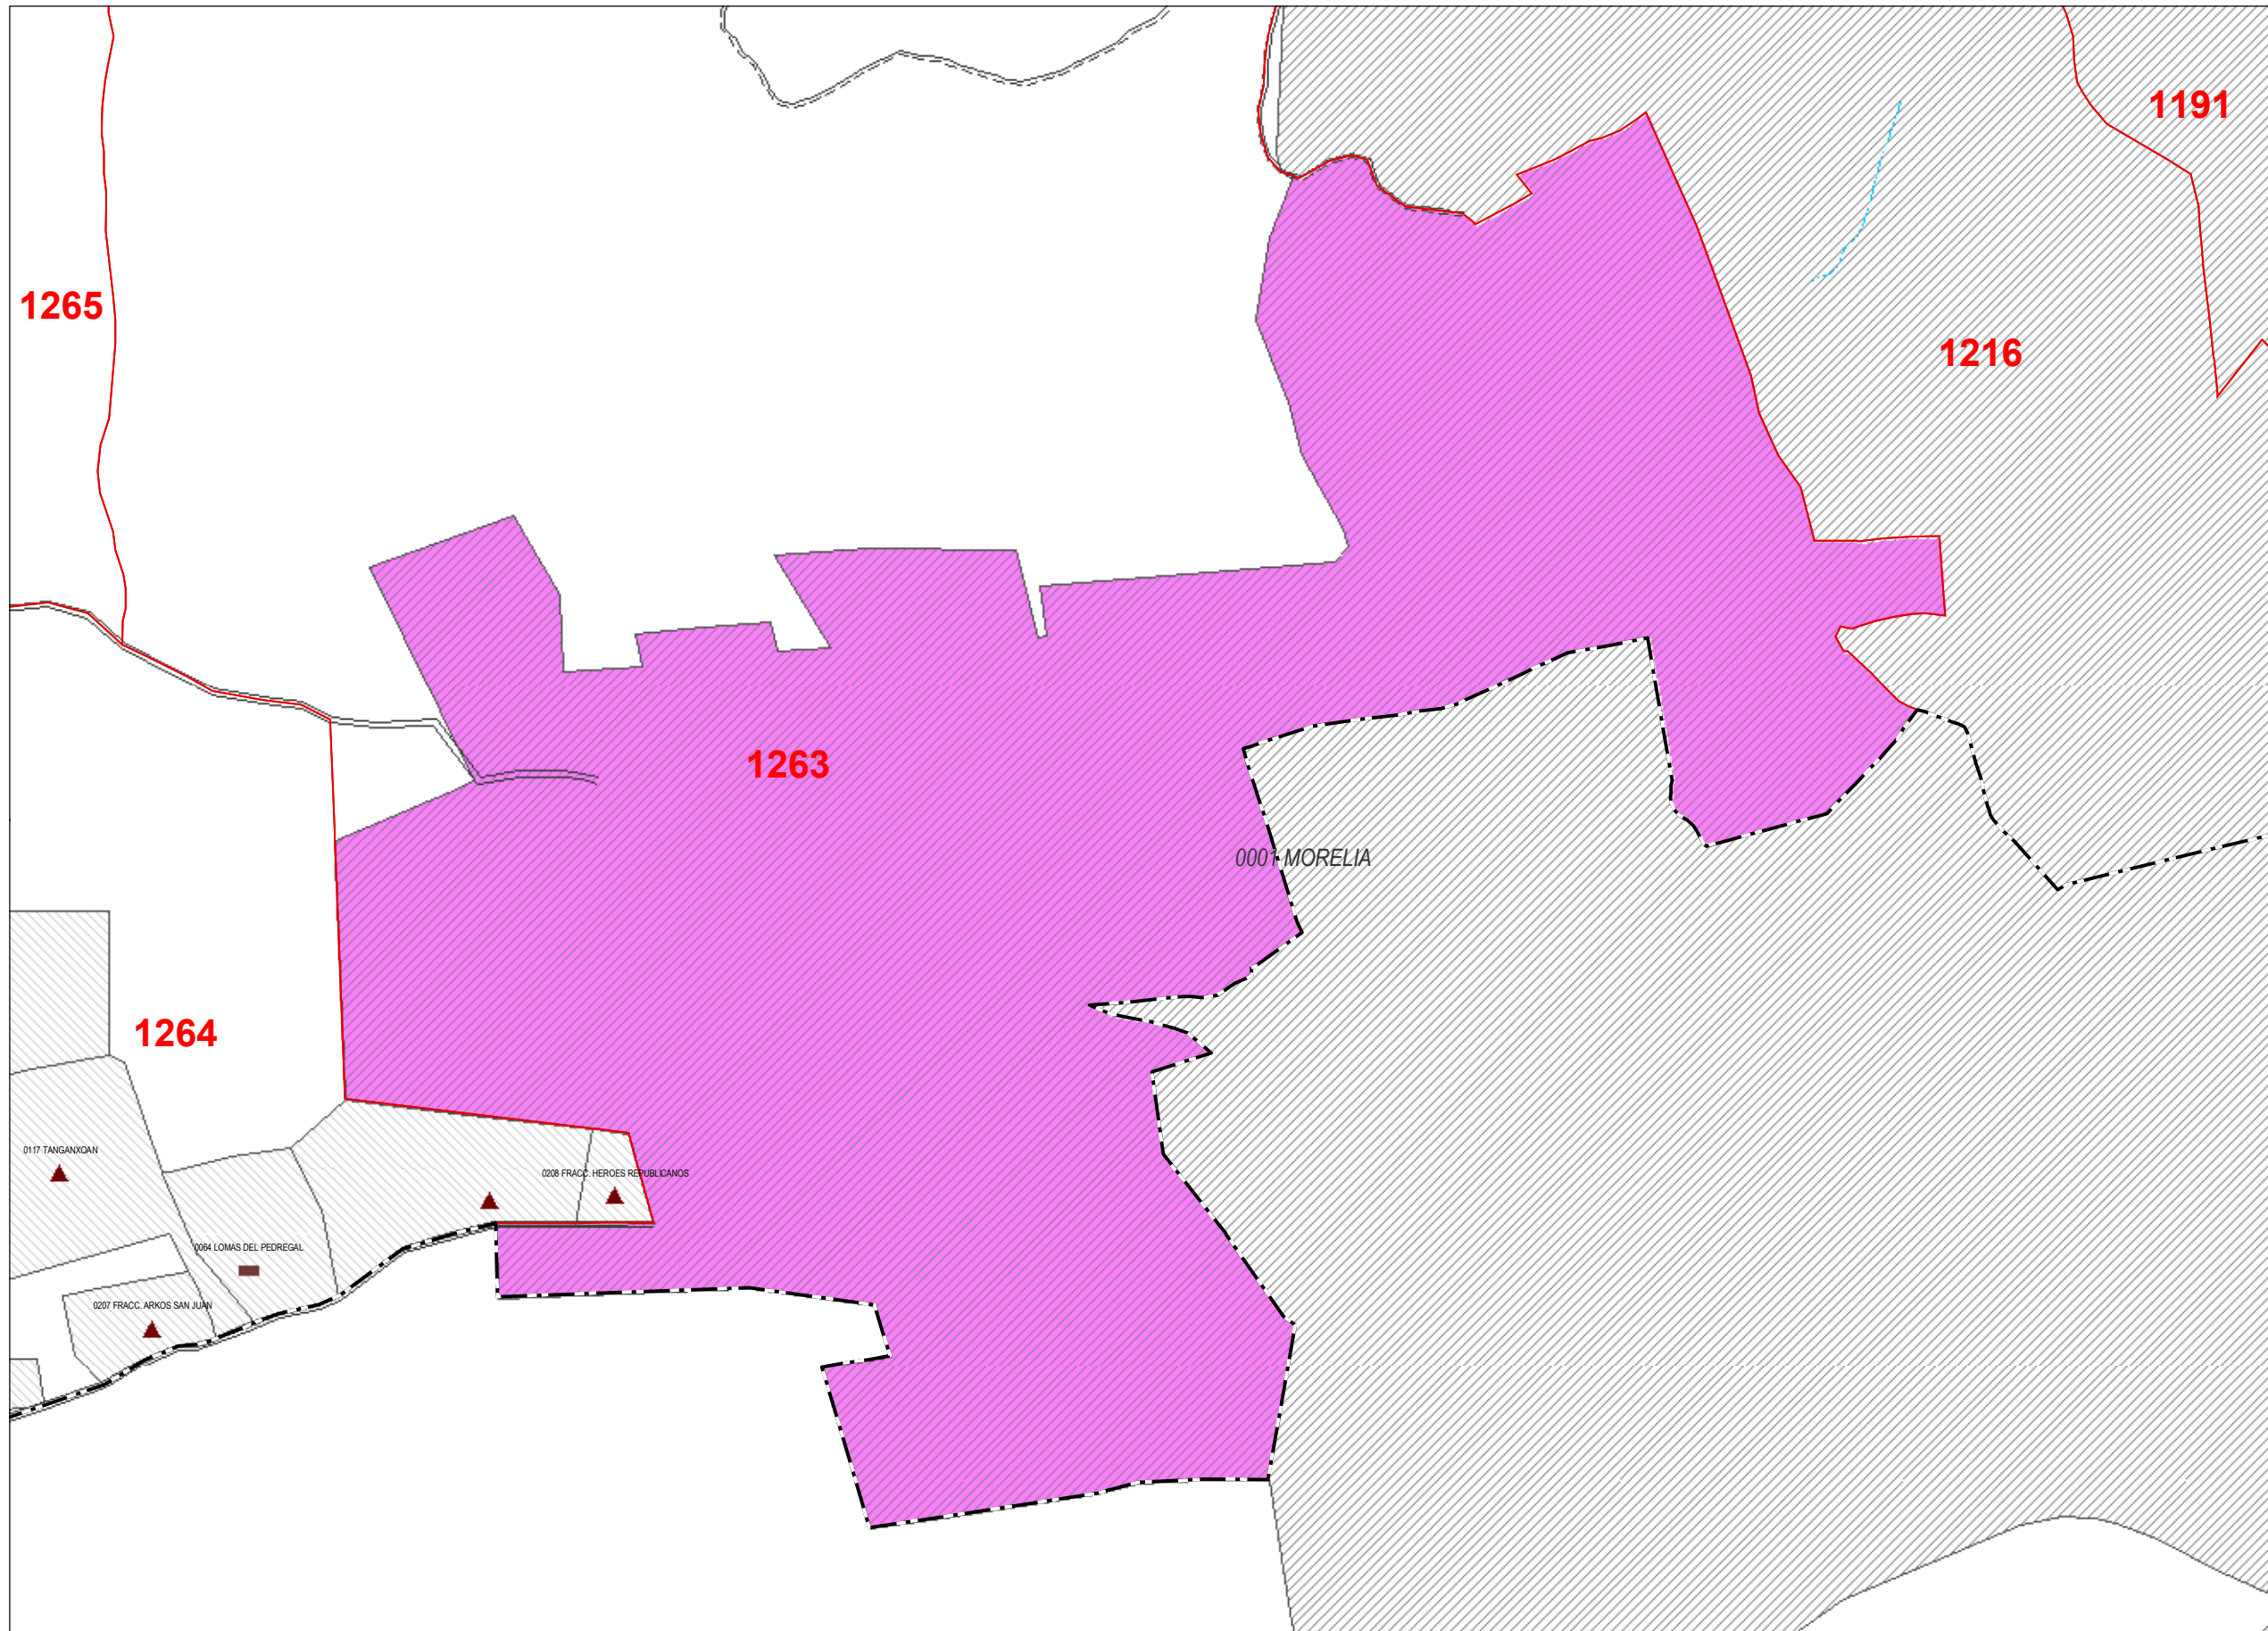 1191
1265
1216
1263
0001 MORELIA
1264
0117 TANGANXOAN
0208 FRACC. HEROES REPUBLICANOS
0064 LOMAS DEL PEDREGAL
0207 FRACC. ARKOS SAN JUAN